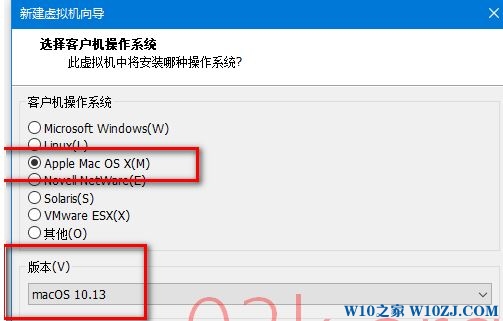 新建虚拟机向导
选择客户机操作系统
此虚拟机中将安装哪种操作系统?
客户机操作系统
Microsoft Windows(W)
Linux(L)
Apple Mac OS X(M)
Novell NetWare(E)
Solaris(S)
VMware ESX(X)
其他(O)
版本(V)
macOS 10.13
W10之家 W10ZJ.COM